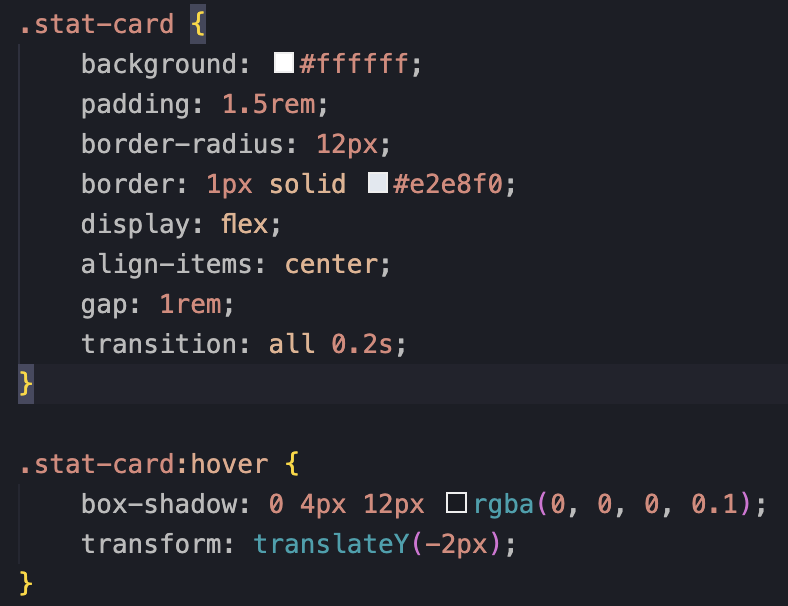 .stat-card {
    background: #ffffff;
    padding: 1.5rem;
    border-radius: 12px;
    border: 1px solid #e2e8f0;
    display: flex;
    align-items: center;
    gap: 1rem;
    transition: all 0.2s;
}

.stat-card:hover {
    box-shadow: 0 4px 12px rgba(0, 0, 0, 0.1);
    transform: translateY(-2px);
}